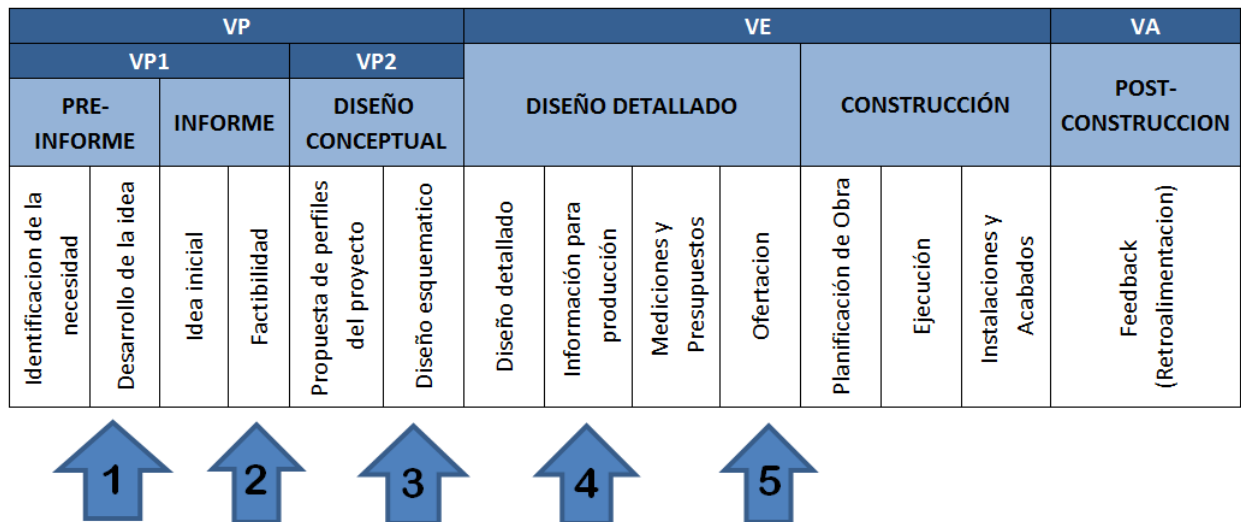 VP
VE
VA
VP1
VP2
PRE-
INFORME
INFORME
DISEÑO
CONCEPTUAL
DISEÑO DETALLADO
CONSTRUCCIÓN
POST-
CONSTRUCCION
Identificacion de la
necesidad
Desarrollo de la idea
Idea inicial
Factibilidad
Propuesta de perfiles
del proyecto
Diseño esquematico
Diseño detallado
Información para
producción
Mediciones y
Presupuestos
Ofertacion
Planificación de Obra
Ejecución
Instalaciones y
Acabados
Feedback
(Retroalimentacion)
1
2
3
4
5